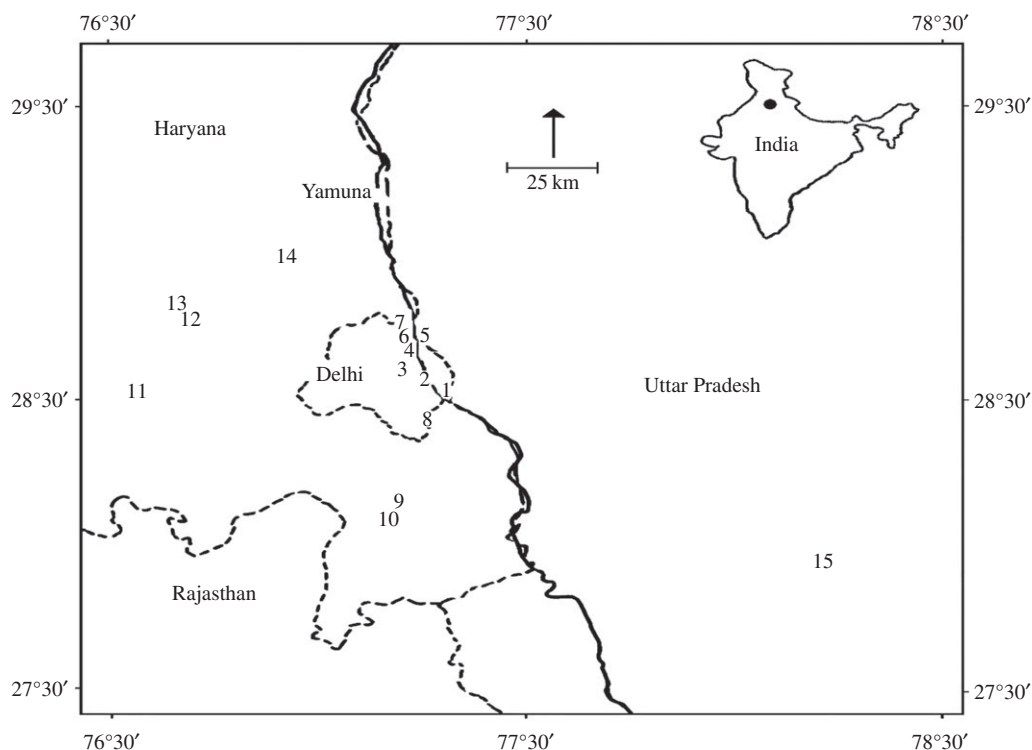 76°30′ 77°30′ 78°30′
29°30′ 29°30′
Haryana
India
25 km
Yamuna
14
13
12
7
6 5
4
3
Delhi 2
Uttar Pradesh
11 1
28°30′ 28°30′
8
9
10
15
Rajasthan
27°30′ 27°30′
76°30′ 77°30′ 78°30′